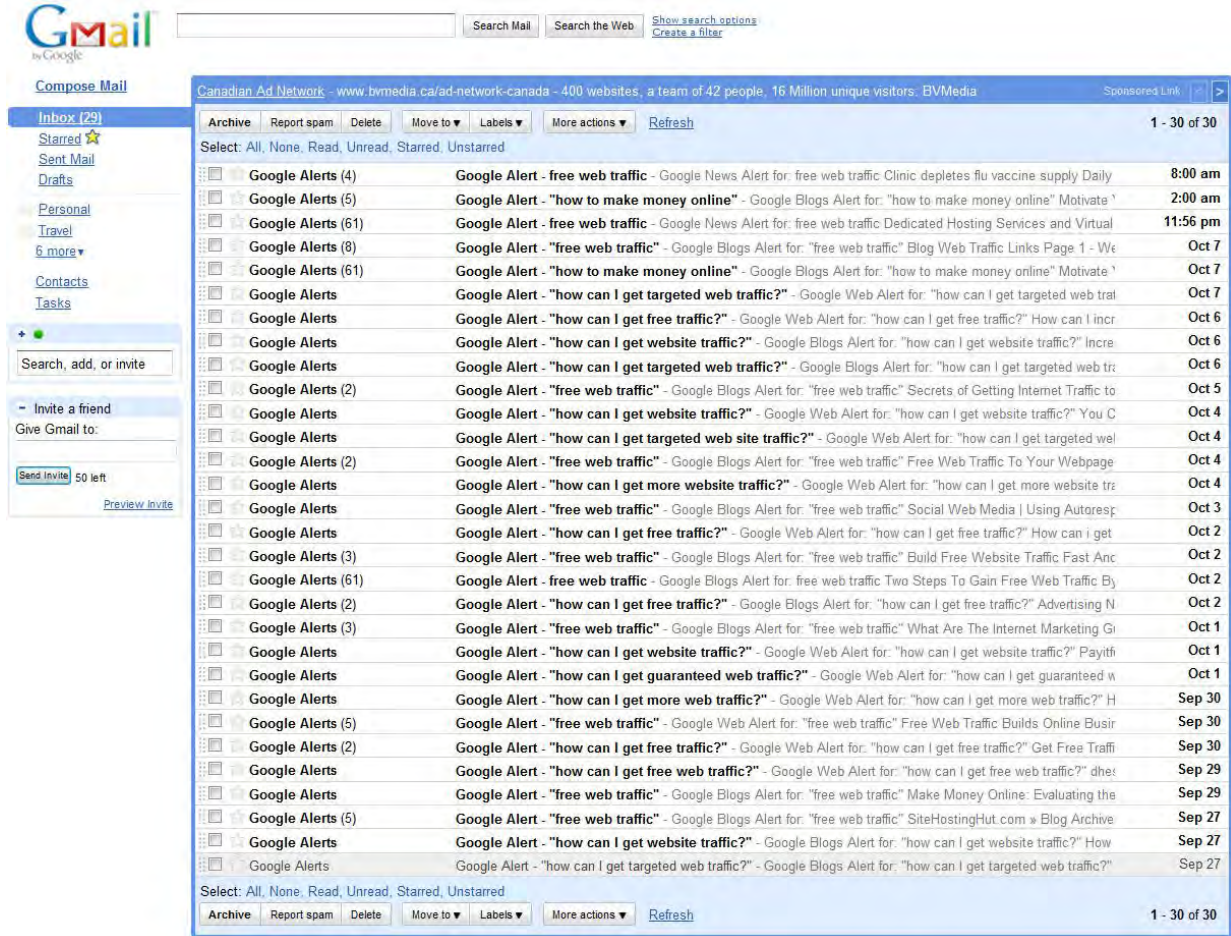 Gmail
by Google
Search Mail Search the Web Show search options
Create a filter
Compose Mail
Inbox (29)
Starred
Sent Mail
Drafts
Personal
Travel
6 more ▾
Contacts
Tasks
Search, add, or invite
- Invite a friend
Give Gmail to:
Send Invite 50 left
Preview Invite
Canadian Ad Network - www.bvmedia.ca/ad-network-canada - 400 websites, a team of 42 people, 16 Million unique visitors. BVMedia Sponsored Link < >
Archive Report spam Delete Move to ▾ Labels ▾ More actions ▾ Refresh 1 - 30 of 30
Select: All, None, Read, Unread, Starred, Unstarred
Google Alerts (4) Google Alert - free web traffic - Google News Alert for: free web traffic Clinic depletes flu vaccine supply Daily 8:00 am
Google Alerts (5) Google Alert - "how to make money online" - Google Blogs Alert for: "how to make money online" Motivate 2:00 am
Google Alerts (61) Google Alert - free web traffic - Google News Alert for: free web traffic Dedicated Hosting Services and Virtual 11:56 pm
Google Alerts (8) Google Alert - "free web traffic" - Google Blogs Alert for: "free web traffic" Blog Web Traffic Links Page 1 - We Oct 7
Google Alerts (61) Google Alert - "how to make money online" - Google Blogs Alert for: "how to make money online" Motivate Oct 7
Google Alerts Google Alert - "how can I get targeted web traffic?" - Google Web Alert for: "how can I get targeted web traf Oct 7
Google Alerts Google Alert - "how can I get free traffic?" - Google Web Alert for: "how can I get free traffic?" How can I incr Oct 6
Google Alerts Google Alert - "how can I get website traffic?" - Google Web Alert for: "how can I get website traffic?" Incre Oct 6
Google Alerts Google Alert - "how can I get targeted web traffic?" - Google Blogs Alert for: "how can I get targeted web tra Oct 6
Google Alerts (2) Google Alert - "free web traffic" - Google Blogs Alert for: "free web traffic" Secrets of Getting Internet Traffic to Oct 5
Google Alerts Google Alert - "how can I get website traffic?" - Google Web Alert for: "how can I get website traffic?" You C Oct 4
Google Alerts Google Alert - "how can I get targeted web site traffic?" - Google Web Alert for: "how can I get targeted wel Oct 4
Google Alerts (2) Google Alert - "free web traffic" - Google Blogs Alert for: "free web traffic" Free Web Traffic To Your Webpage Oct 4
Google Alerts Google Alert - "how can I get more website traffic?" - Google Web Alert for: "how can I get more website tra Oct 4
Google Alerts Google Alert - "free web traffic" - Google Blogs Alert for: "free web traffic" Social Web Media | Using Autoresp Oct 3
Google Alerts Google Alert - "how can I get free traffic?" - Google Web Alert for: "how can I get free traffic?" How can i get Oct 2
Google Alerts (3) Google Alert - "free web traffic" - Google Blogs Alert for: "free web traffic" Build Free Website Traffic Fast Anc Oct 2
Google Alerts (61) Google Alert - free web traffic - Google Blogs Alert for: free web traffic Two Steps To Gain Free Web Traffic By Oct 2
Google Alerts (2) Google Alert - "how can I get free traffic?" - Google Blogs Alert for: "how can I get free traffic?" Advertising N Oct 2
Google Alerts (3) Google Alert - "free web traffic" - Google Blogs Alert for: "free web traffic" What Are The Internet Marketing Gu Oct 1
Google Alerts Google Alert - "how can I get website traffic?" - Google Web Alert for: "how can I get website traffic?" Payitfo Oct 1
Google Alerts Google Alert - "how can I get guaranteed web traffic?" - Google Web Alert for: "how can I get guaranteed w Oct 1
Google Alerts Google Alert - "how can I get more web traffic?" - Google Web Alert for: "how can I get more web traffic?" H Sep 30
Google Alerts (5) Google Alert - "free web traffic" - Google Web Alert for: "free web traffic" Free Web Traffic Builds Online Busir Sep 30
Google Alerts (2) Google Alert - "how can I get free traffic?" - Google Web Alert for: "how can I get free traffic?" Get Free Traffi Sep 30
Google Alerts Google Alert - "how can I get free web traffic?" - Google Web Alert for: "how can I get free web traffic?" dhes Sep 29
Google Alerts Google Alert - "free web traffic" - Google Blogs Alert for: "free web traffic" Make Money Online: Evaluating the Sep 29
Google Alerts (5) Google Alert - "free web traffic" - Google Blogs Alert for: "free web traffic" SiteHostingHut.com » Blog Archive Sep 27
Google Alerts Google Alert - "how can I get website traffic?" - Google Blogs Alert for: "how can I get website traffic?" How Sep 27
Google Alerts Google Alert - "how can I get targeted web traffic?" - Google Blogs Alert for: "how can I get targeted web traffic?" Sep 27
Select: All, None, Read, Unread, Starred, Unstarred
Archive Report spam Delete Move to ▾ Labels ▾ More actions ▾ Refresh 1 - 30 of 30